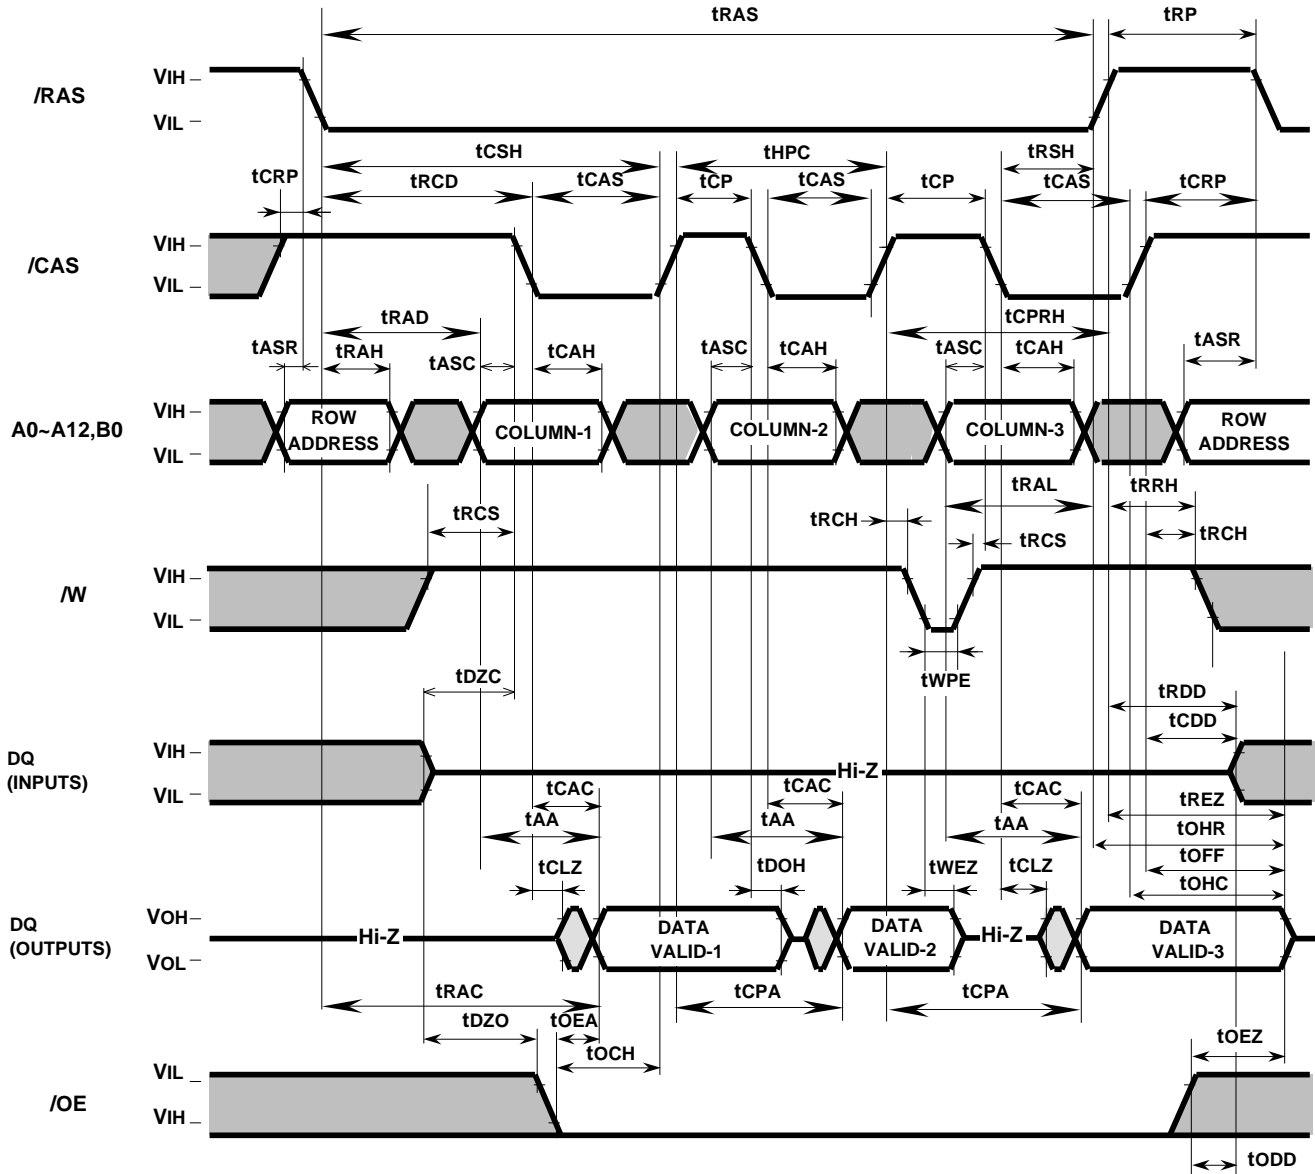 tRAS
tRP
/RAS
VIH
VIL
tCSH
tHPC
tRSH
tCRP
tRCD
tCAS
tCP
tCAS
tCP
tCAS
tCRP
/CAS
VIH
VIL
tRAD
tCPRH
tASR
tRAH
tASC
tCAH
tASC
tCAH
tASC
tCAH
tASR
A0~A12,B0
VIH
VIL
ROW
ADDRESS
COLUMN-1
COLUMN-2
COLUMN-3
ROW
ADDRESS
tRAL
tRRH
tRCS
tRCH
tRCS
tRCH
/W
VIH
VIL
tWPE
tDZC
tRDD
tCDD
DQ
(INPUTS)
VIH
VIL
Hi-Z
tCAC
tCAC
tCAC
tREZ
tAA
tAA
tAA
tOHR
tCLZ
tDOH
tWEZ
tCLZ
tOFF
tOHC
DQ
(OUTPUTS)
VOH
VOL
Hi-Z
DATA
VALID-1
DATA
VALID-2
Hi-Z
DATA
VALID-3
tRAC
tCPA
tCPA
tDZO
tOEA
tOCH
tOEZ
/OE
VIL
VIH
tODD